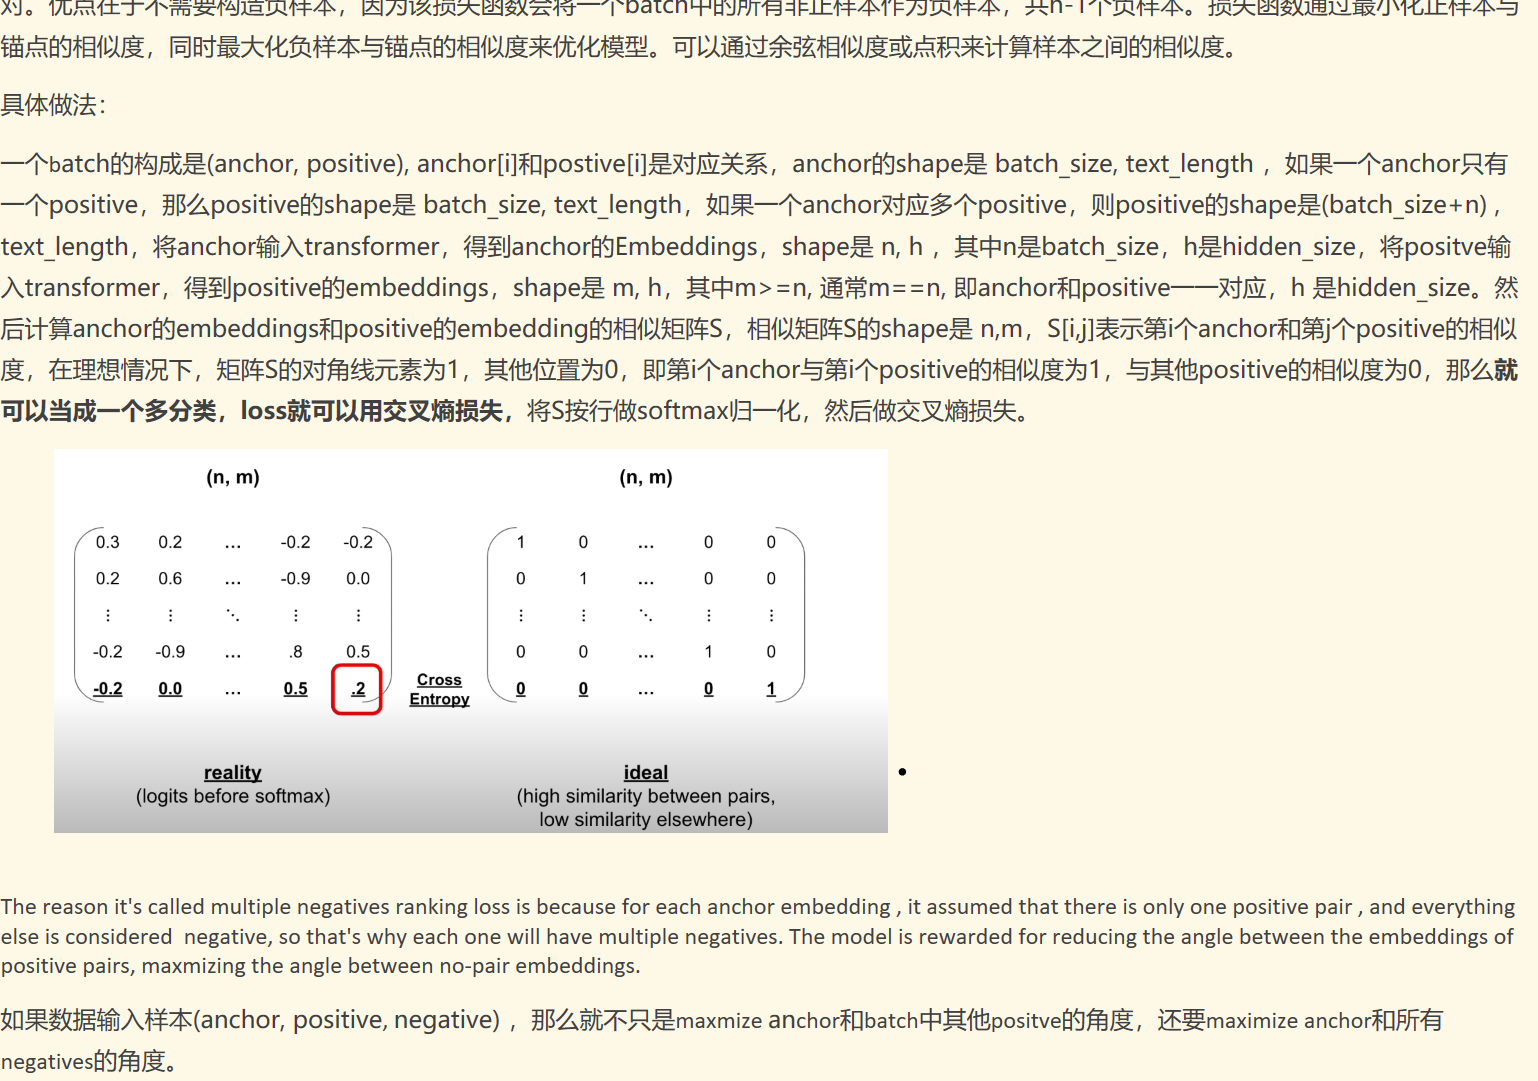 对。优点在于不需要构造负样本，因为该损失函数会将一个batch中的所有非正样本作为负样本，共n-1个负样本。损失函数通过最小化正样本与
锚点的相似度，同时最大化负样本与锚点的相似度来优化模型。可以通过余弦相似度或点积来计算样本之间的相似度。
具体做法：
一个batch的构成是(anchor, positive), anchor[i]和postive[i]是对应关系，anchor的shape是 batch_size, text_length ，如果一个anchor只有
一个positive，那么positive的shape是 batch_size, text_length，如果一个anchor对应多个positive，则positive的shape是(batch_size+n) ,
text_length，将anchor输入transformer，得到anchor的Embeddings，shape是 n, h ，其中n是batch_size，h是hidden_size，将positve输
入transformer，得到positive的embeddings，shape是 m, h，其中m>=n, 通常m==n, 即anchor和positive一一对应，h 是hidden_size。然
后计算anchor的embeddings和positive的embedding的相似矩阵S，相似矩阵S的shape是 n,m，S[i,j]表示第i个anchor和第j个positive的相似
度，在理想情况下，矩阵S的对角线元素为1，其他位置为0，即第i个anchor与第i个positive的相似度为1，与其他positive的相似度为0，那么就
可以当成一个多分类，loss就可以用交叉熵损失，将S按行做softmax归一化，然后做交叉熵损失。
(n, m) (n, m)
0.3 0.2 ... -0.2 -0.2 1 0 ... 0 0
0.2 0.6 ... -0.9 0.0 0 1 ... 0 0
⋮ ⋮ ⋱ ⋮ ⋮ ⋮ ⋮ ⋱ ⋮ ⋮
-0.2 -0.9 ... .8 0.5 0 0 ... 1 0
-0.2 0.0 ... 0.5 .2 Cross Entropy 0 0 ... 0 1
reality ideal
(logits before softmax) (high similarity between pairs,
low similarity elsewhere)
The reason it's called multiple negatives ranking loss is because for each anchor embedding , it assumed that there is only one positive pair , and everything
else is considered  negative, so that's why each one will have multiple negatives. The model is rewarded for reducing the angle between the embeddings of
positive pairs, maxmizing the angle between no-pair embeddings.
如果数据输入样本(anchor, positive, negative) ，那么就不只是maxmize anchor和batch中其他positve的角度，还要maximize anchor和所有
negatives的角度。